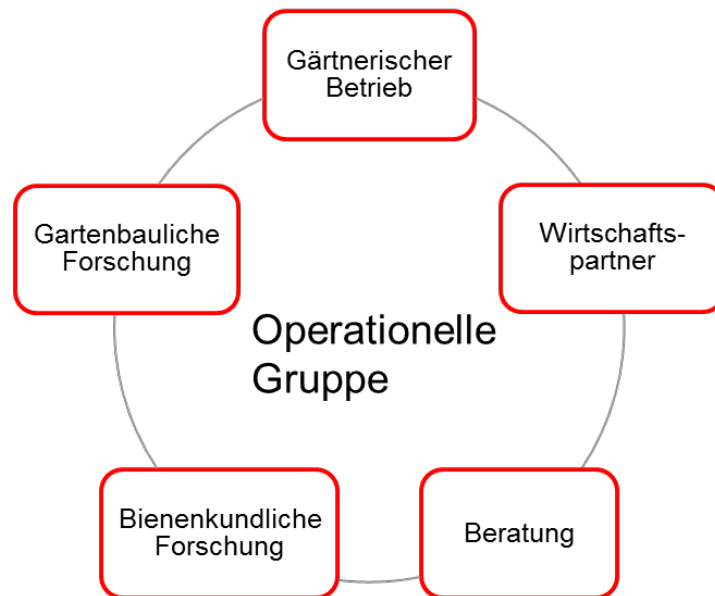 Gärtnerischer
Betrieb
Gartenbauliche
Forschung
Wirtschafts-
partner
Operationelle
Gruppe
Bienenkundliche
Forschung
Beratung